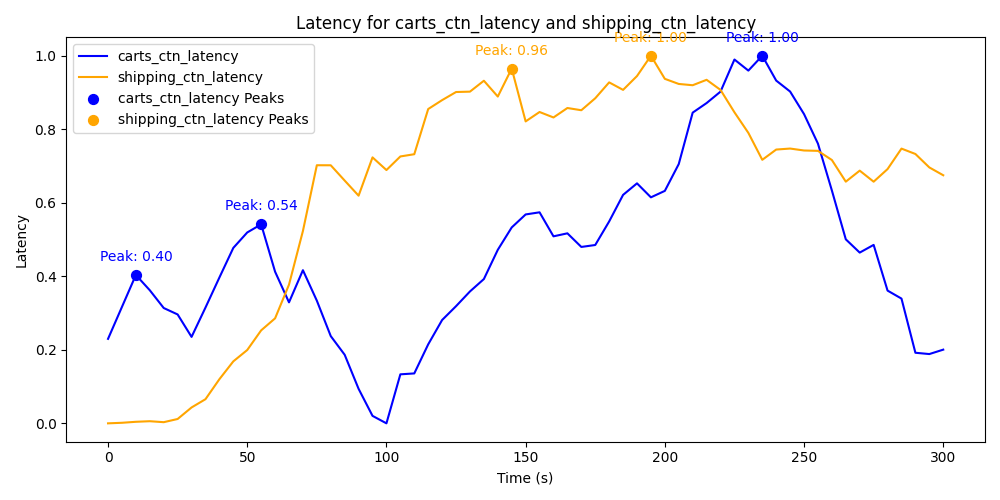 Latency for carts_ctn_latency and shipping_ctn_latency
carts_ctn_latency
shipping_ctn_latency
carts_ctn_latency Peaks
shipping_ctn_latency Peaks
Peak: 0.40
Peak: 0.54
Peak: 0.96
Peak: 1.00
Peak: 1.00
Latency
1.0
0.8
0.6
0.4
0.2
0.0
0
50
100
150
200
250
300
Time (s)